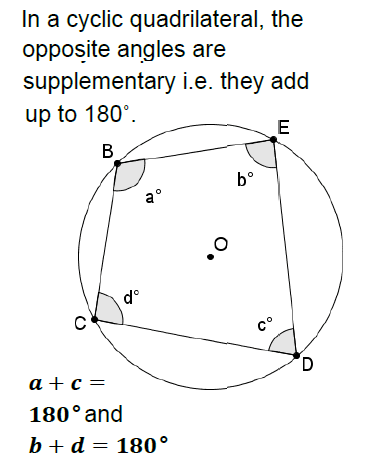 In a cyclic quadrilateral, the
opposite angles are
supplementary i.e. they add
up to 180°.
E
B
b°
a°
O
d°
C
c°
D
a + c =
180° and
b + d = 180°